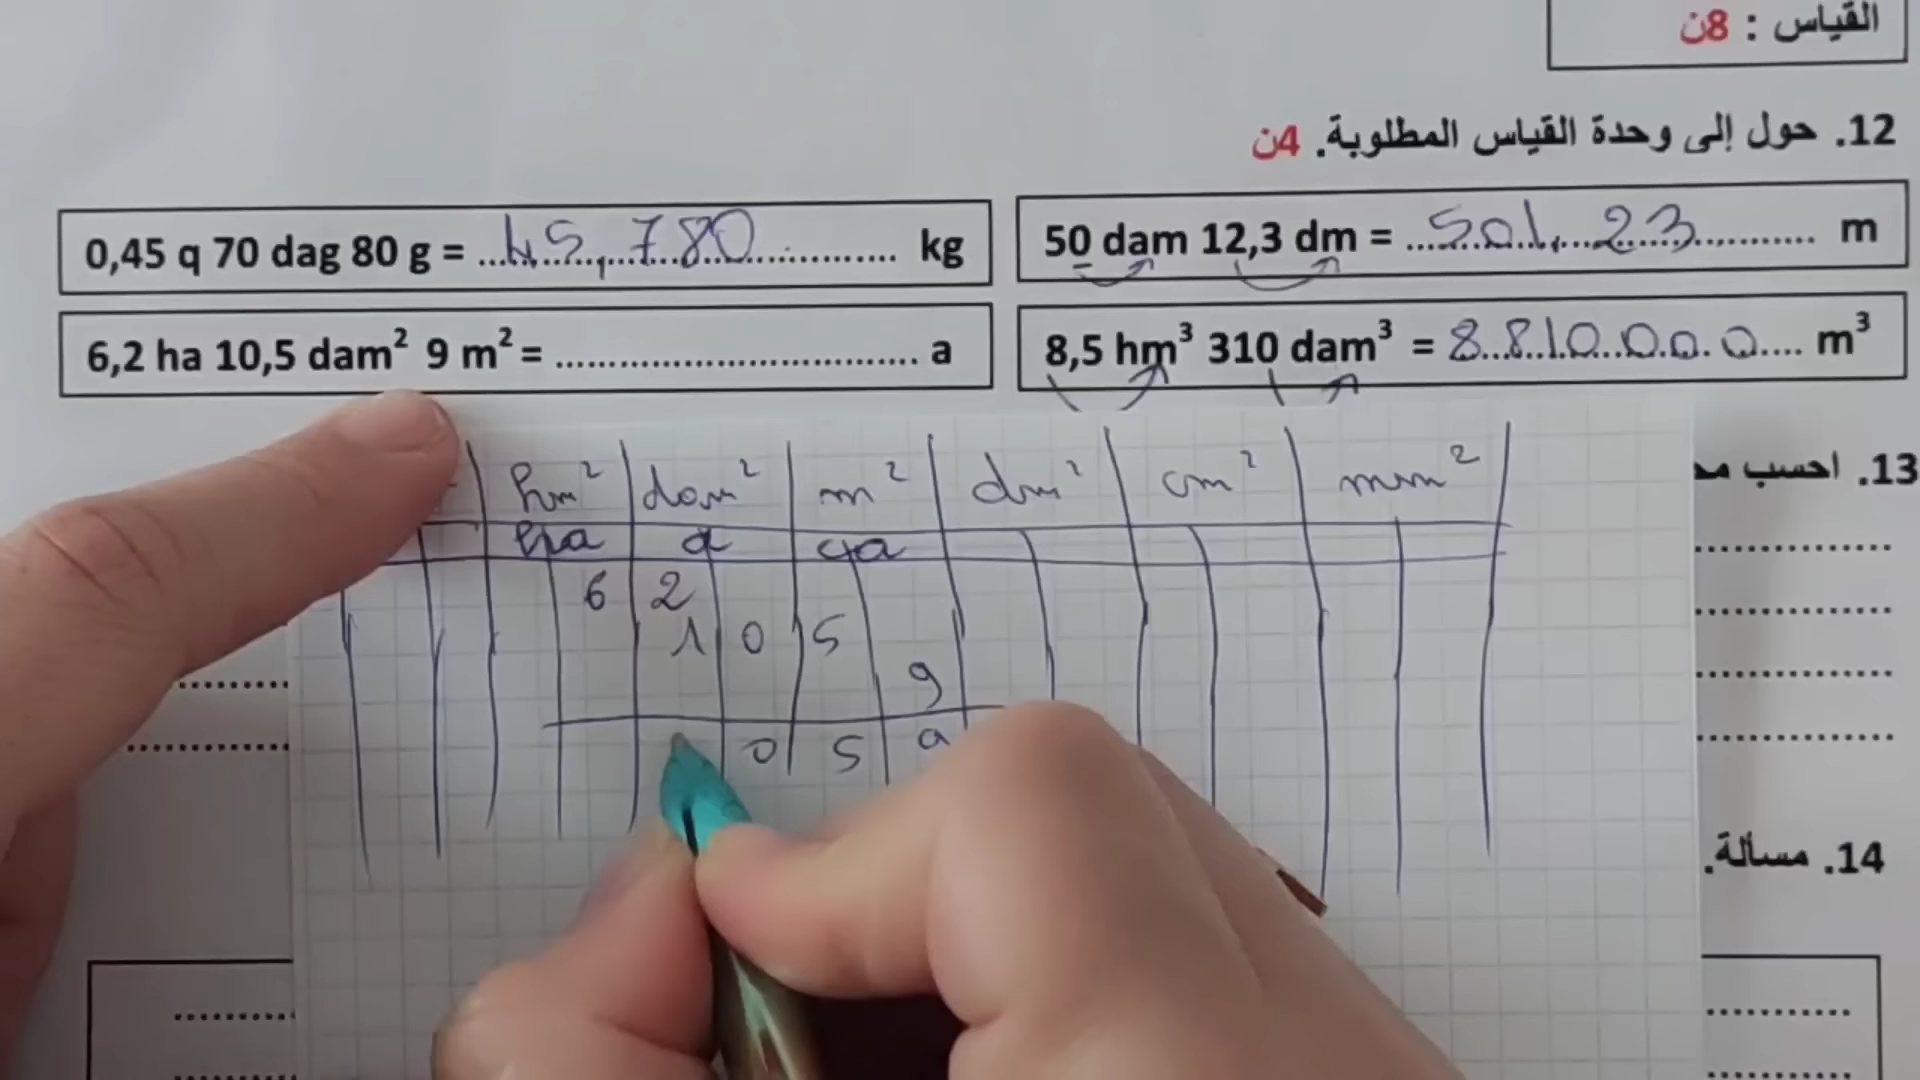 القياس : 8ن
12. حول إلى وحدة القياس المطلوبة. 4ن
0,45 q 70 dag 80 g = 45,780 kg
50 dam 12,3 dm = 501,23 m
6,2 ha 10,5 dam² 9 m² = .............................. a
8,5 hm³ 310 dam³ = 8810000 m³
13. احسب
hm² dam² m² dm² cm² mm²
ha a ca
6 2
1 0 5
9
0 5 9
14. مسألة.